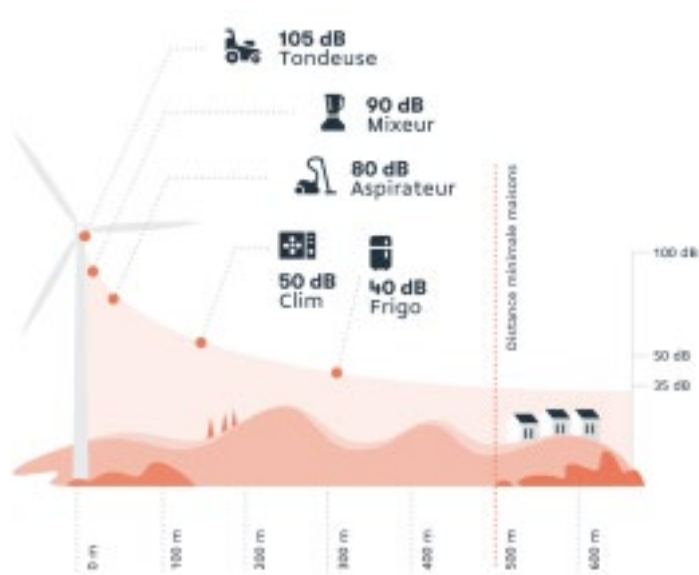 105 dB
Tondeuse
90 dB
Mixeur
80 dB
Aspirateur
50 dB
Clim
40 dB
Frigo
Distance minimale maisons
100 dB
50 dB
35 dB
0 m
100 m
200 m
300 m
400 m
500 m
600 m